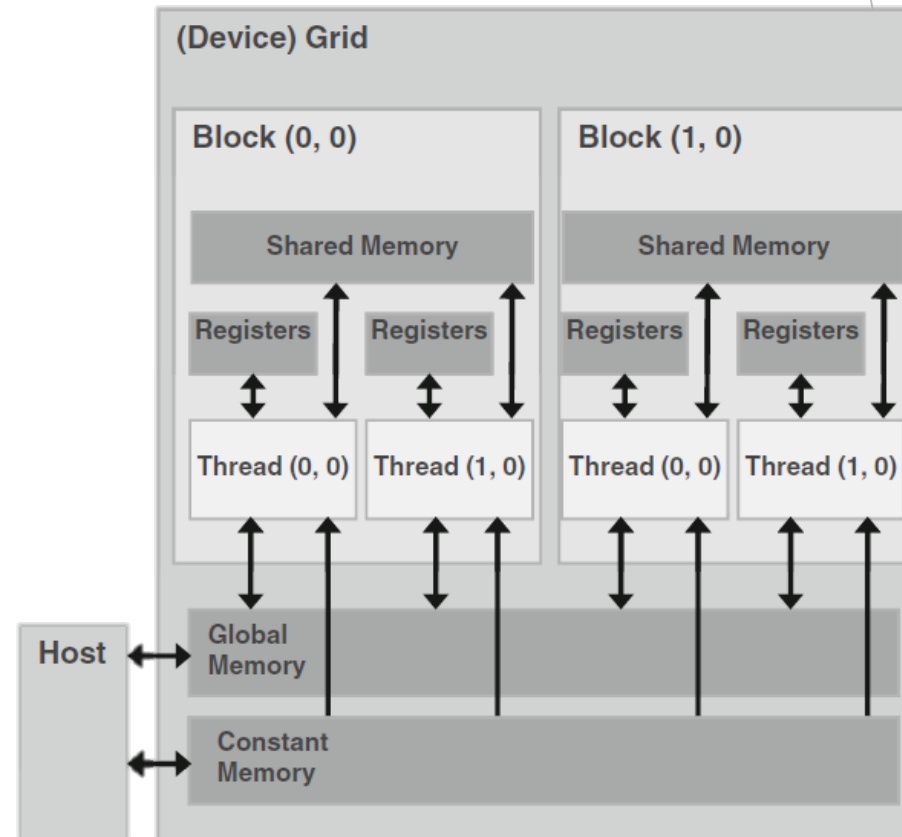 (Device) Grid
Block (0, 0)
Block (1, 0)
Shared Memory
Shared Memory
Registers
Registers
Registers
Registers
Thread (0, 0)
Thread (1, 0)
Thread (0, 0)
Thread (1, 0)
Host
Global
Memory
Constant
Memory